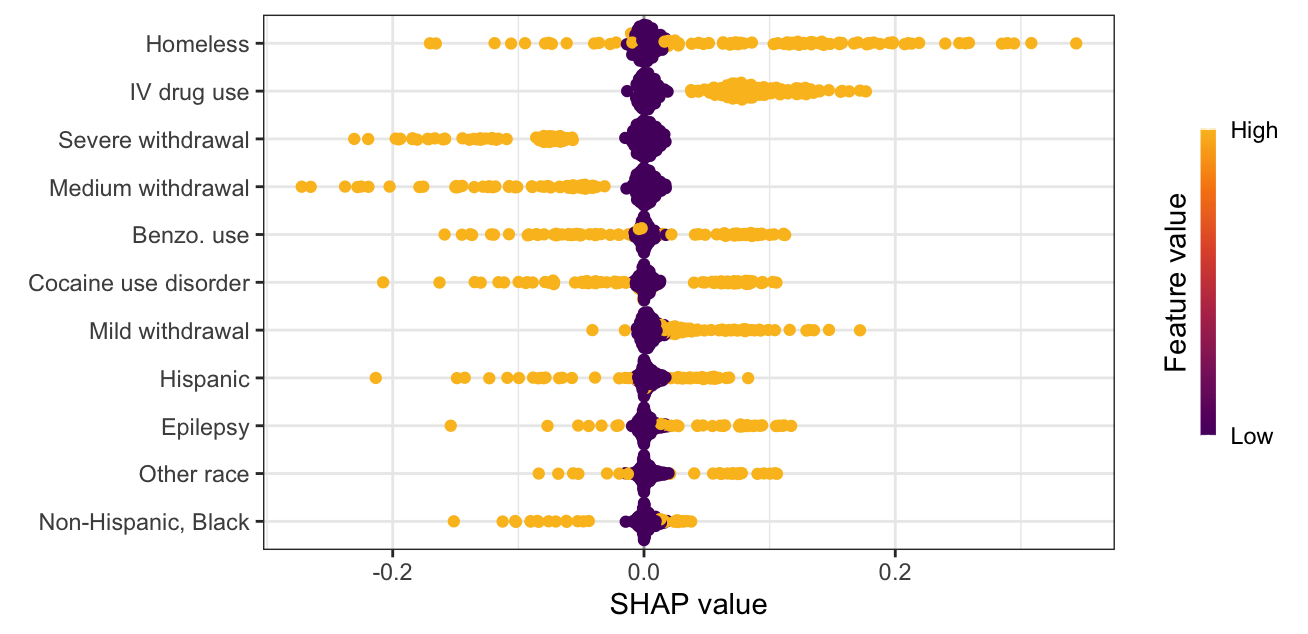 Homeless
IV drug use
Severe withdrawal
Medium withdrawal
Benzo. use
Cocaine use disorder
Mild withdrawal
Hispanic
Epilepsy
Other race
Non-Hispanic, Black
-0.2
0.0
0.2
SHAP value
Feature value
High
Low